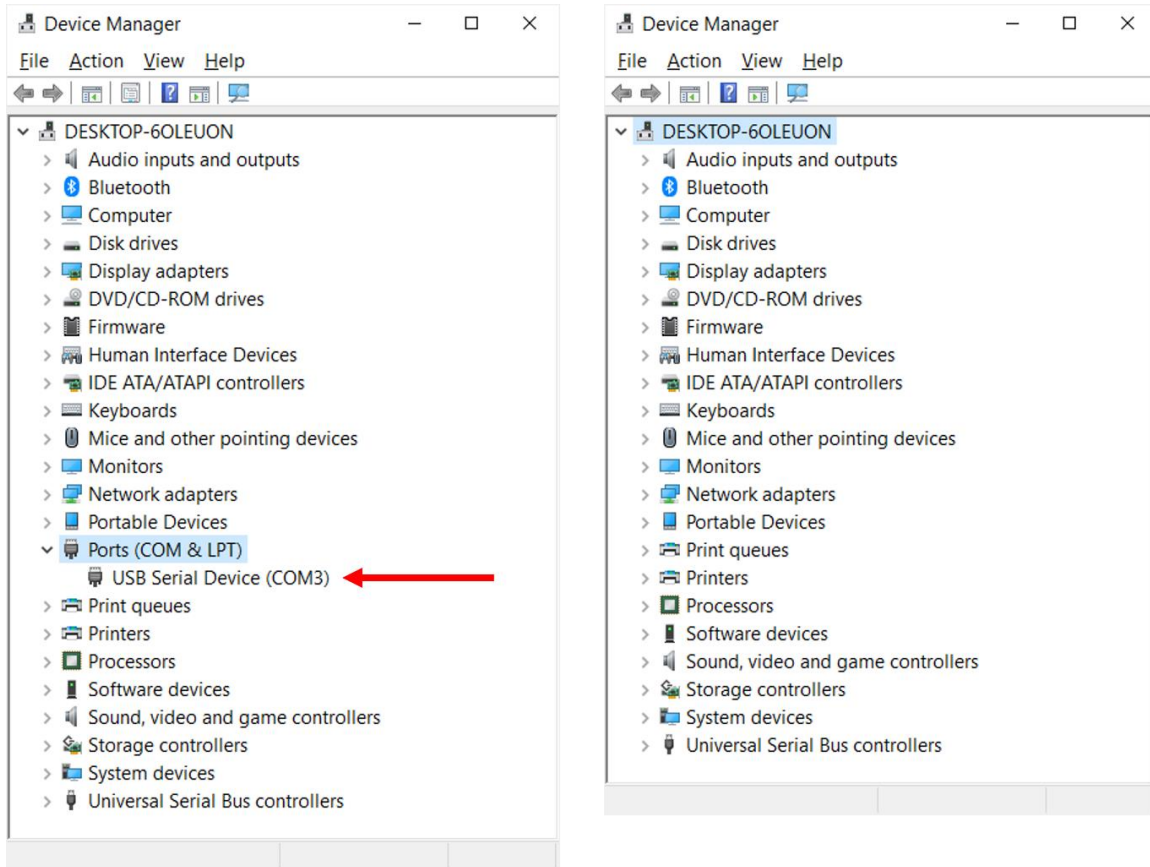 Device Manager
File Action View Help
DESKTOP-6OLEUON
Audio inputs and outputs
Bluetooth
Computer
Disk drives
Display adapters
DVD/CD-ROM drives
Firmware
Human Interface Devices
IDE ATA/ATAPI controllers
Keyboards
Mice and other pointing devices
Monitors
Network adapters
Portable Devices
Ports (COM & LPT)
USB Serial Device (COM3)
Print queues
Printers
Processors
Software devices
Sound, video and game controllers
Storage controllers
System devices
Universal Serial Bus controllers
Device Manager
File Action View Help
DESKTOP-6OLEUON
Audio inputs and outputs
Bluetooth
Computer
Disk drives
Display adapters
DVD/CD-ROM drives
Firmware
Human Interface Devices
IDE ATA/ATAPI controllers
Keyboards
Mice and other pointing devices
Monitors
Network adapters
Portable Devices
Print queues
Printers
Processors
Software devices
Sound, video and game controllers
Storage controllers
System devices
Universal Serial Bus controllers